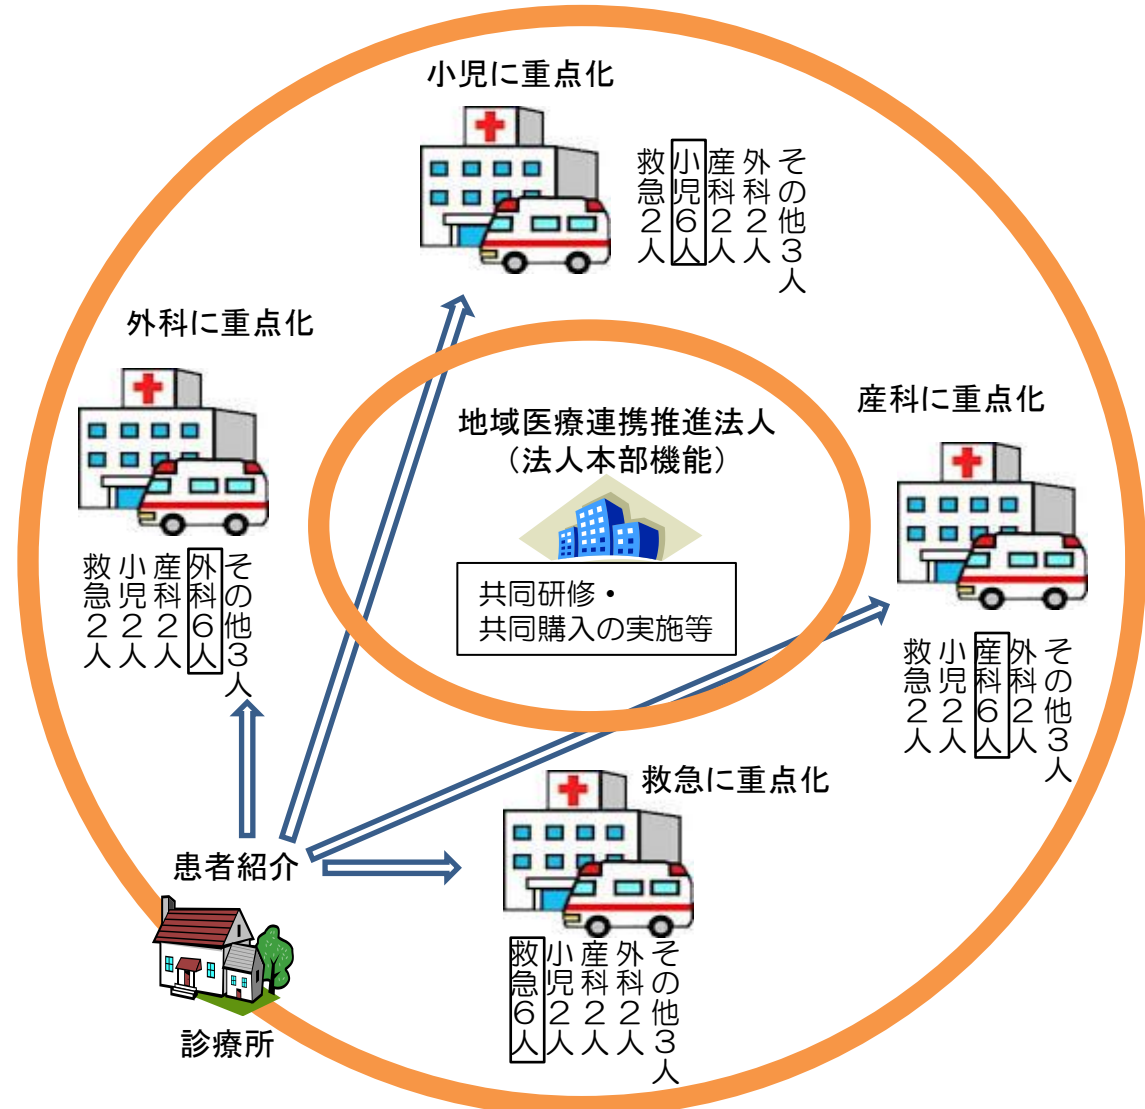 小児に重点化
救急2人
小児6人
産科2人
外科2人
その他3人
外科に重点化
救急2人
小児2人
産科2人
外科6人
その他3人
地域医療連携推進法人
（法人本部機能）
共同研修・
共同購入の実施等
産科に重点化
救急2人
小児2人
産科6人
外科2人
その他3人
救急に重点化
救急6人
小児2人
産科2人
外科2人
その他3人
患者紹介
診療所